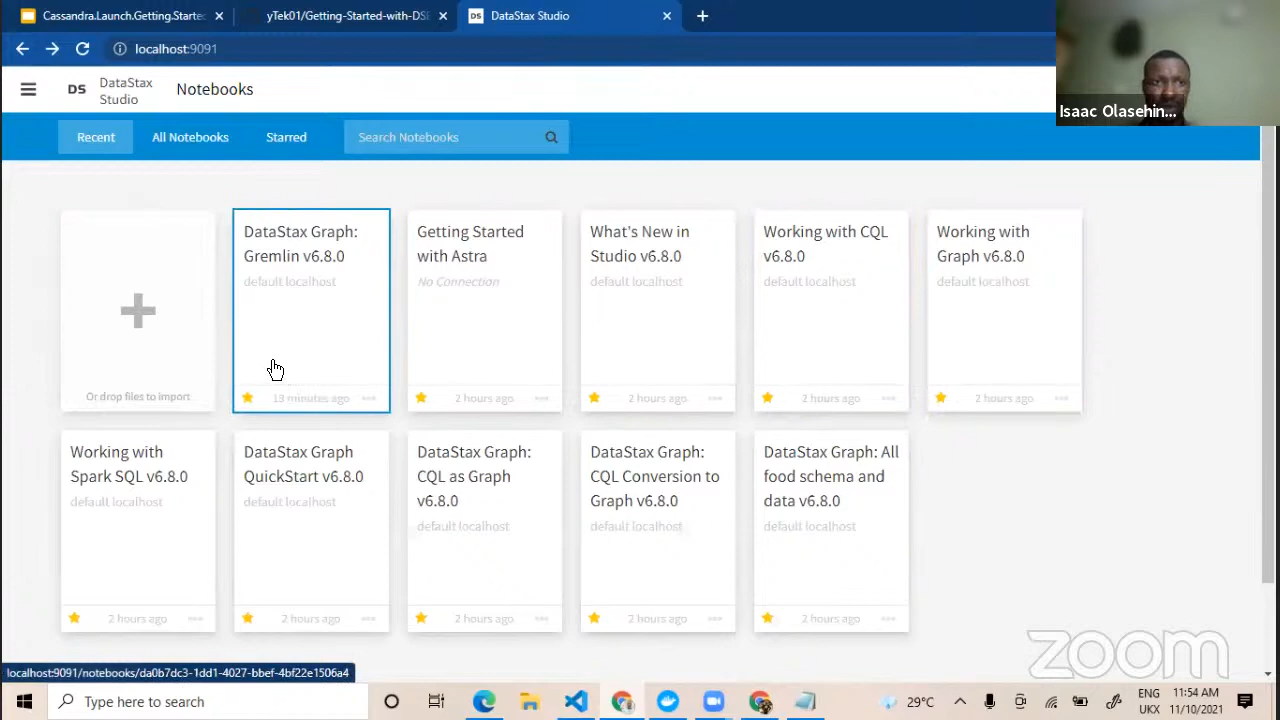 Cassandra.Launch.Getting.Starte
yTek01/Getting-Started-with-DSE
DataStax Studio
localhost:9091
DS
DataStax
Studio
Notebooks
Isaac Olasehin...
Recent
All Notebooks
Starred
Search Notebooks
Or drop files to import
DataStax Graph:
Gremlin v6.8.0
default localhost
13 minutes ago
Getting Started
with Astra
No Connection
2 hours ago
What's New in
Studio v6.8.0
default localhost
2 hours ago
Working with CQL
v6.8.0
default localhost
2 hours ago
Working with
Graph v6.8.0
default localhost
2 hours ago
Working with
Spark SQL v6.8.0
default localhost
2 hours ago
DataStax Graph
QuickStart v6.8.0
default localhost
2 hours ago
DataStax Graph:
CQL as Graph
v6.8.0
default localhost
2 hours ago
DataStax Graph:
CQL Conversion to
Graph v6.8.0
default localhost
2 hours ago
DataStax Graph: All
food schema and
data v6.8.0
default localhost
2 hours ago
zoom
localhost:9091/notebooks/da0b7dc3-1dd1-4027-bbef-4bf22e1506a4
Type here to search
29°C
ENG
UKX
11:54 AM
11/10/2021